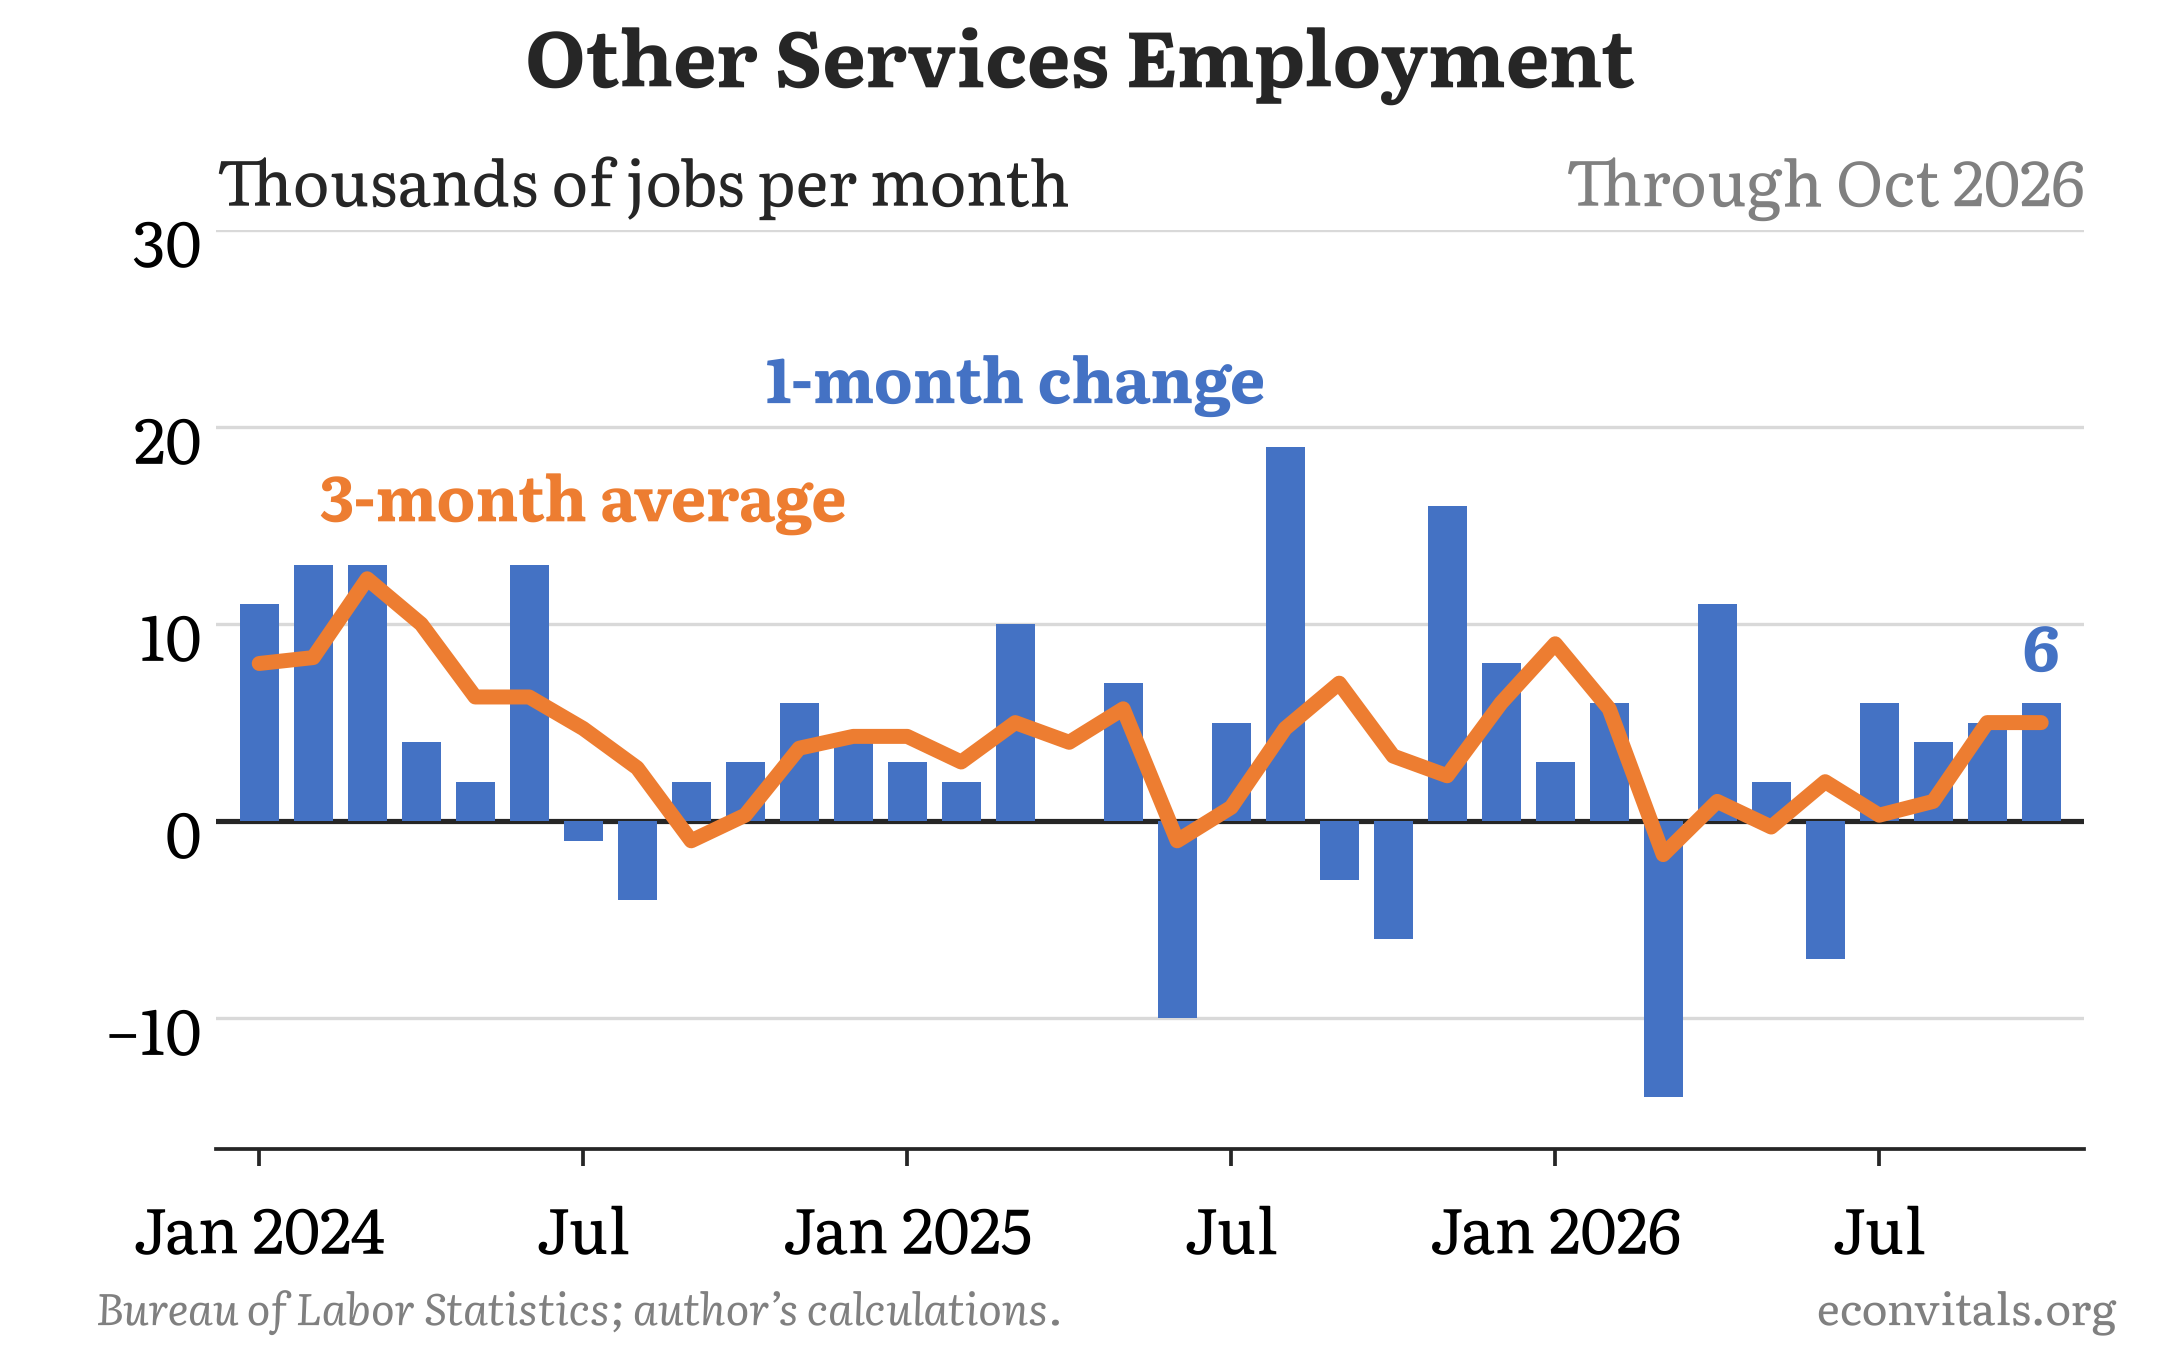 Other Services Employment
Thousands of jobs per month
Through Oct 2026
30
1-month change
20
3-month average
10
6
0
–10
Jan 2024
Jul
Jan 2025
Jul
Jan 2026
Jul
Bureau of Labor Statistics; author’s calculations.
econvitals.org